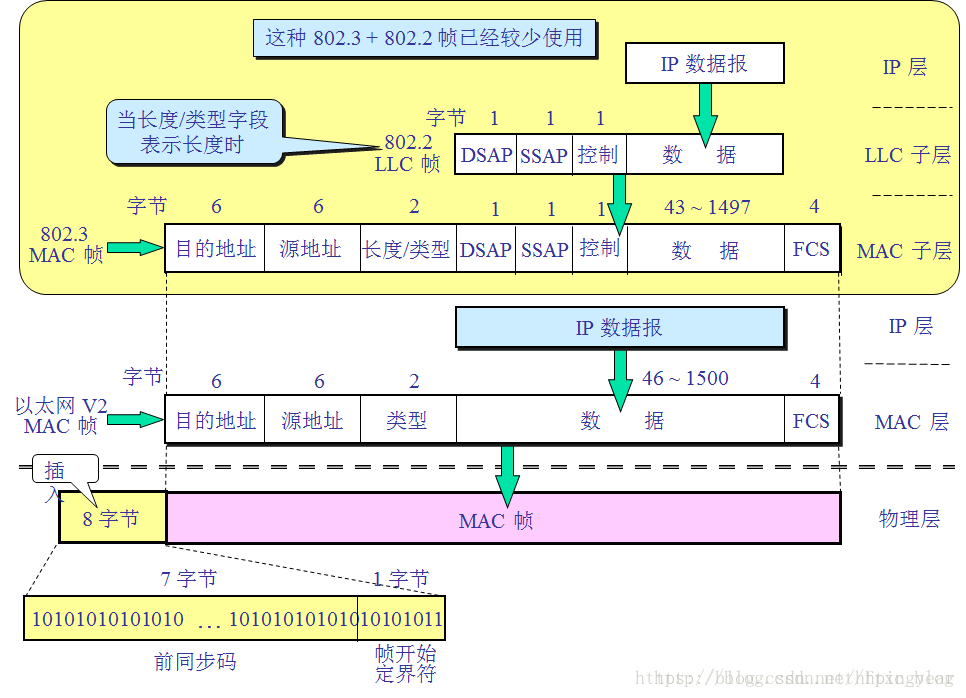 这种 802.3 + 802.2 帧已经较少使用
IP 数据报
IP 层
当长度/类型字段
表示长度时
字节 1 1 1
802.2
LLC 帧
DSAP SSAP 控制 数 据
LLC 子层
字节 6 6 2 1 1 1 43 ~ 1497 4
802.3
MAC 帧
目的地址 源地址 长度/类型 DSAP SSAP 控制 数 据 FCS
MAC 子层
IP 数据报
IP 层
字节 6 6 2 46 ~ 1500 4
以太网 V2
MAC 帧
目的地址 源地址 类型 数 据 FCS
MAC 层
插
入
8 字节
MAC 帧
物理层
7 字节 1 字节
10101010101010 … 10101010101010101011
前同步码
帧开始
定界符